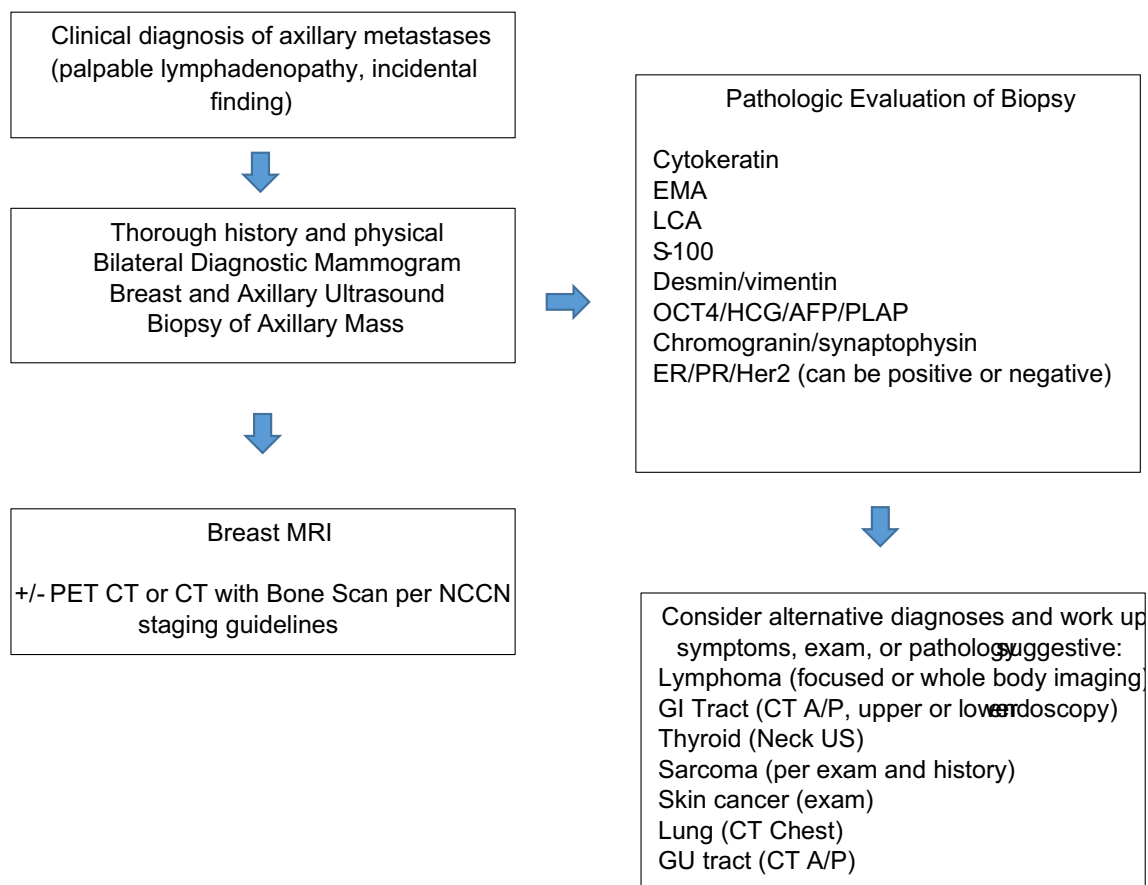 Clinical diagnosis of axillary metastases
(palpable lymphadenopathy, incidental
finding)
Thorough history and physical
Bilateral Diagnostic Mammogram
Breast and Axillary Ultrasound
Biopsy of Axillary Mass
Breast MRI
+/- PET CT or CT with Bone Scan per NCCN
staging guidelines
Pathologic Evaluation of Biopsy
Cytokeratin
EMA
LCA
S-100
Desmin/vimentin
OCT4/HCG/AFP/PLAP
Chromogranin/synaptophysin
ER/PR/Her2 (can be positive or negative)
Consider alternative diagnoses and work up
symptoms, exam, or pathology suggestive:
Lymphoma (focused or whole body imaging)
GI Tract (CT A/P, upper or lower endoscopy)
Thyroid (Neck US)
Sarcoma (per exam and history)
Skin cancer (exam)
Lung (CT Chest)
GU tract (CT A/P)